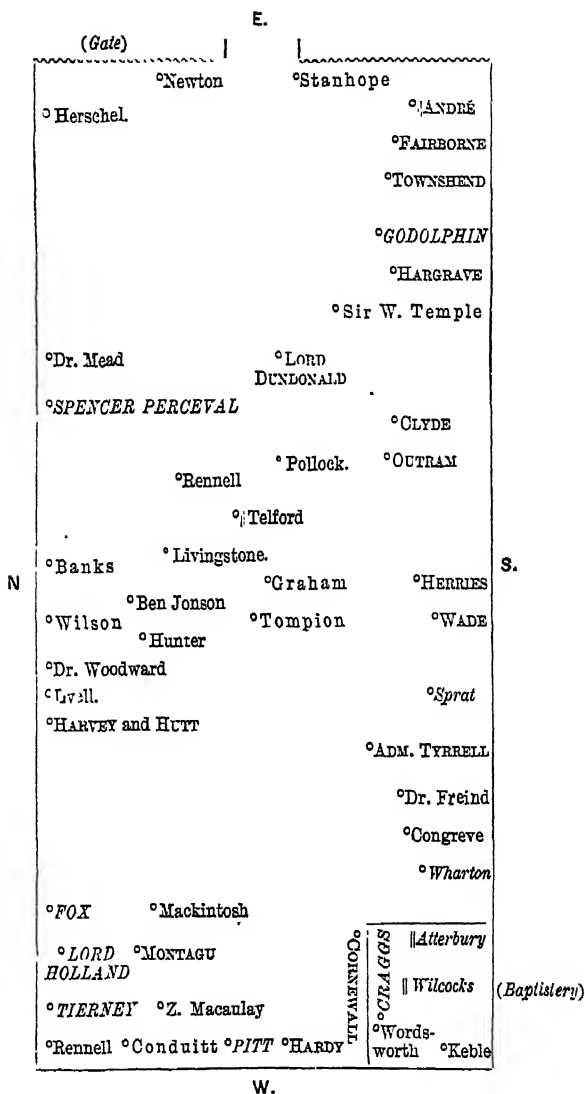 E.
(Gate)
°Newton °Stanhope
°Herschel. °ANDRÉ
°FAIRBORNE
°TOWNSHEND
°GODOLPHIN
°HARGRAVE
°Sir W. Temple
°Dr. Mead °LORD
DUNDONALD
°SPENCER PERCEVAL
°CLYDE
°Pollock. °OUTRAM
°Rennell
°||Telford
°Livingstone.
°Banks S.
N °Graham °HERRIES
°Ben Jonson
°Wilson °Tompion °WADE
°Hunter
°Dr. Woodward
°Lyell. °Sprat
°HARVEY and HUTT
°ADM. TYRRELL
°Dr. Freind
°Congreve
°Wharton
°FOX °Mackintosh
°CORNEWALL °CRAGGS ||Atterbury
°LORD °MONTAGU
HOLLAND
||Wilcocks (Baptistery)
°TIERNEY °Z. Macaulay
°Words-
°Rennell °Conduitt °PITT °HARDY worth °Keble
W.